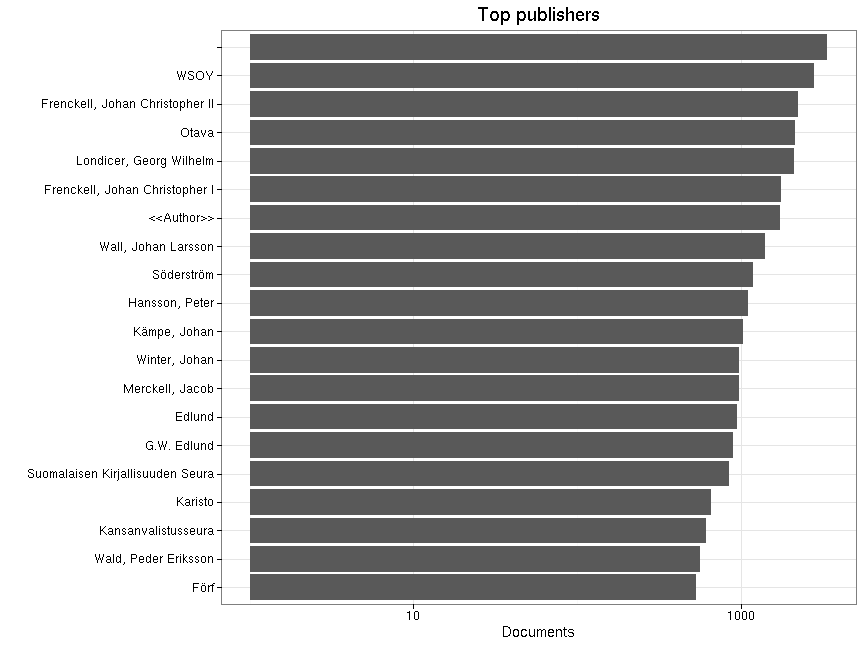 Top publishers
WSOY
Frenckell, Johan Christopher II
Otava
Londicer, Georg Wilhelm
Frenckell, Johan Christopher I
<<Author>>
Wall, Johan Larsson
Söderström
Hansson, Peter
Kämpe, Johan
Winter, Johan
Merckell, Jacob
Edlund
G.W. Edlund
Suomalaisen Kirjallisuuden Seura
Karisto
Kansanvalistusseura
Wald, Peder Eriksson
Förf
10 1000
Documents